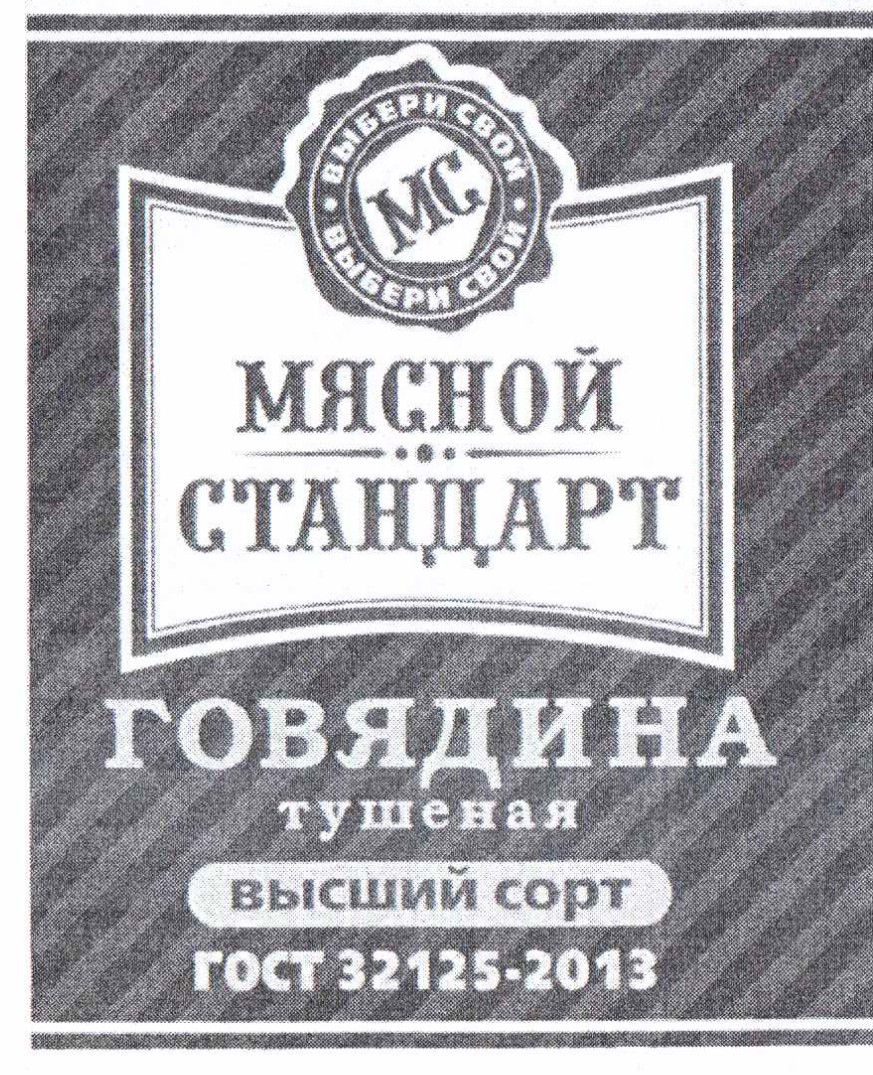 ВЫБЕРИ СВОЙ
МС
ВЫБЕРИ СВОЙ
МЯСНОЙ
СТАНДАРТ
ГОВЯДИНА
тушеная
ВЫСШИЙ СОРТ
ГОСТ 32125-2013